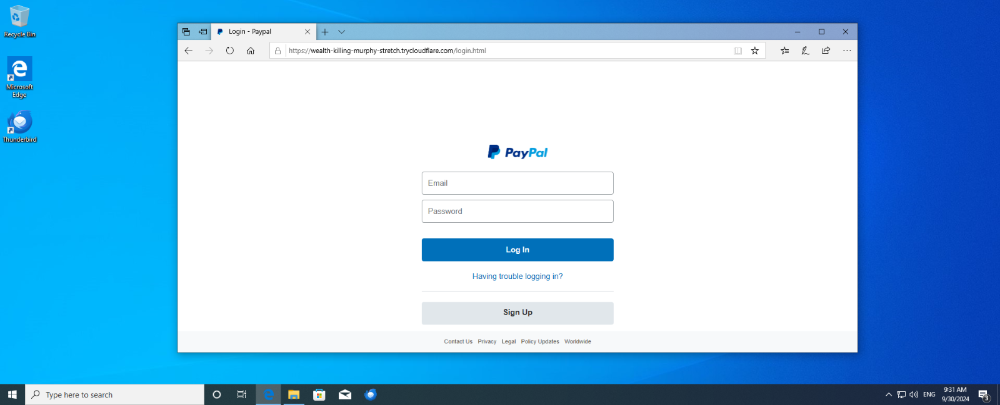 Recycle Bin
Microsoft
Edge
Thunderbird
Login - Paypal
https://wealth-killing-murphy-stretch.trycloudflare.com/login.html
PayPal
Email
Password
Log In
Having trouble logging in?
Sign Up
Contact Us Privacy Legal Policy Updates Worldwide
Type here to search
ENG
9:31 AM
9/30/2024
3